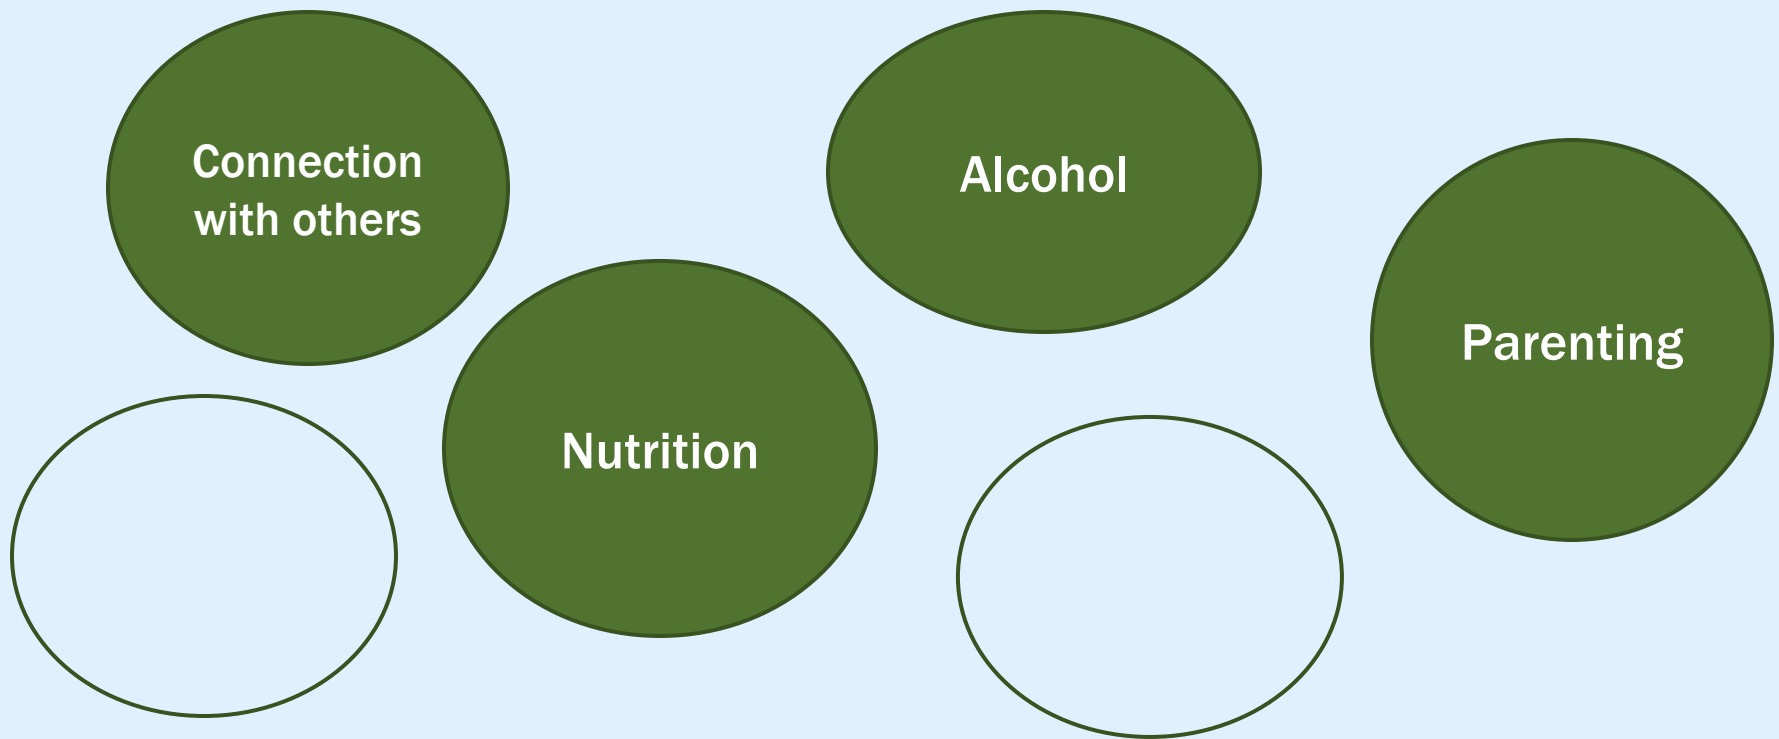 Connection
with others
Alcohol
Nutrition
Parenting